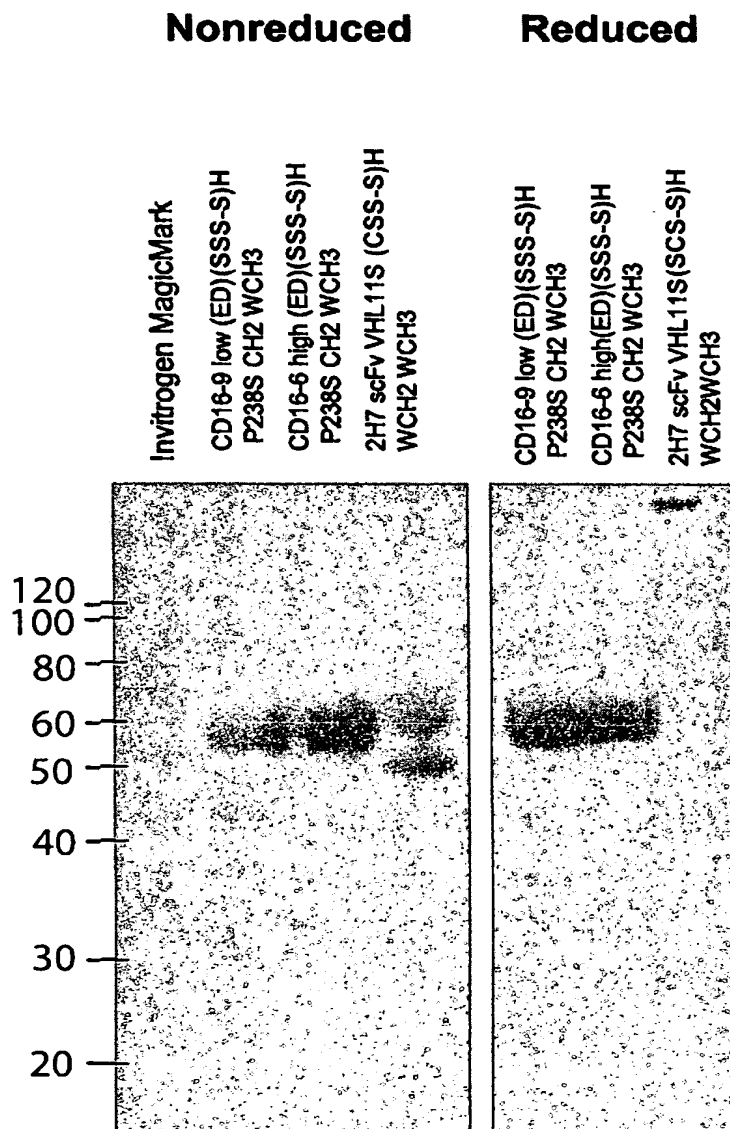 Nonreduced
Reduced
Invitrogen MagicMark
CD16-9 low (ED)(SSS-S)H
P238S CH2 WCH3
CD16-6 high (ED)(SSS-S)H
P238S CH2 WCH3
2H7 scFv VHL11S (CSS-S)H
WCH2 WCH3
CD16-9 low (ED)(SSS-S)H
P238S CH2 WCH3
CD16-6 high(ED)(SSS-S)H
P238S CH2 WCH3
2H7 scFv VHL11S(SCS-S)H
WCH2WCH3
120
100
80
60
50
40
30
20